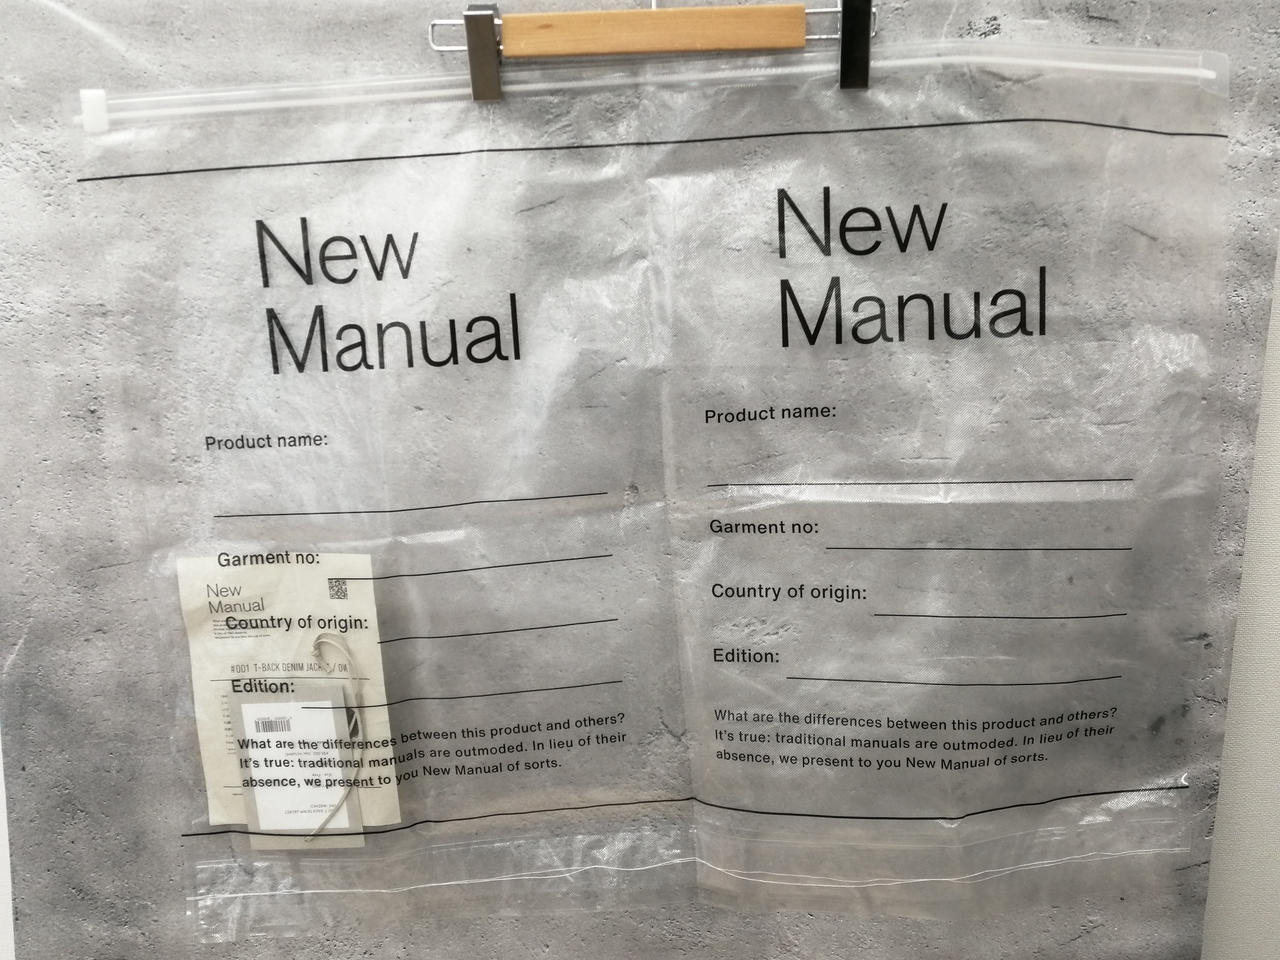 New
Manual
Product name:
Garment no:
Country of origin:
Edition:
What are the differences between this product and others?
It's true: traditional manuals are outmoded. In lieu of their
absence, we present to you New Manual of sorts.
New
Manual
#001 T-BACK DENIM
New
Manual
Product name:
Garment no:
Country of origin:
Edition:
What are the differences between this product and others?
It's true: traditional manuals are outmoded. In lieu of their
absence, we present to you New Manual of sorts.